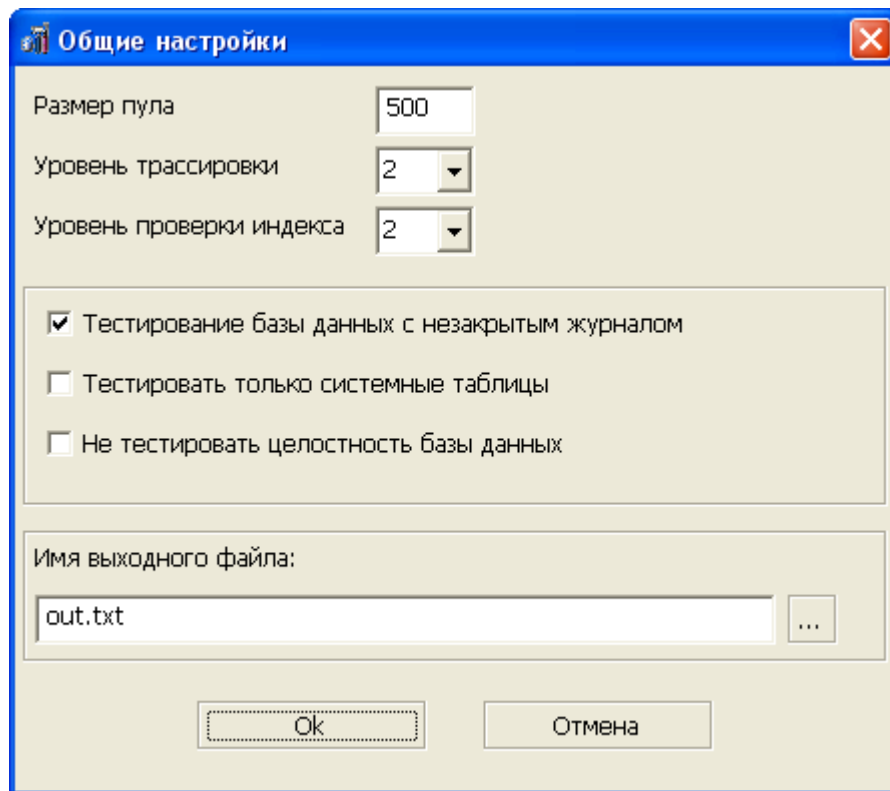 Общие настройки
Размер пула 500
Уровень трассировки 2
Уровень проверки индекса 2
Тестирование базы данных с незакрытым журналом
Тестировать только системные таблицы
Не тестировать целостность базы данных
Имя выходного файла:
out.txt ...
Ok Отмена